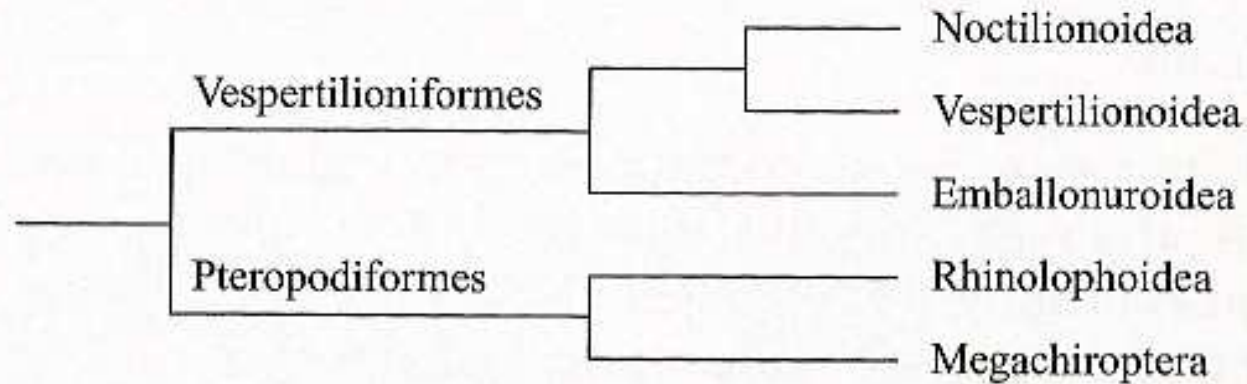 Noctilionoidea
Vespertilioniformes
Vespertilionoidea
Emballonuroidea
Pteropodiformes
Rhinolophoidea
Megachiroptera